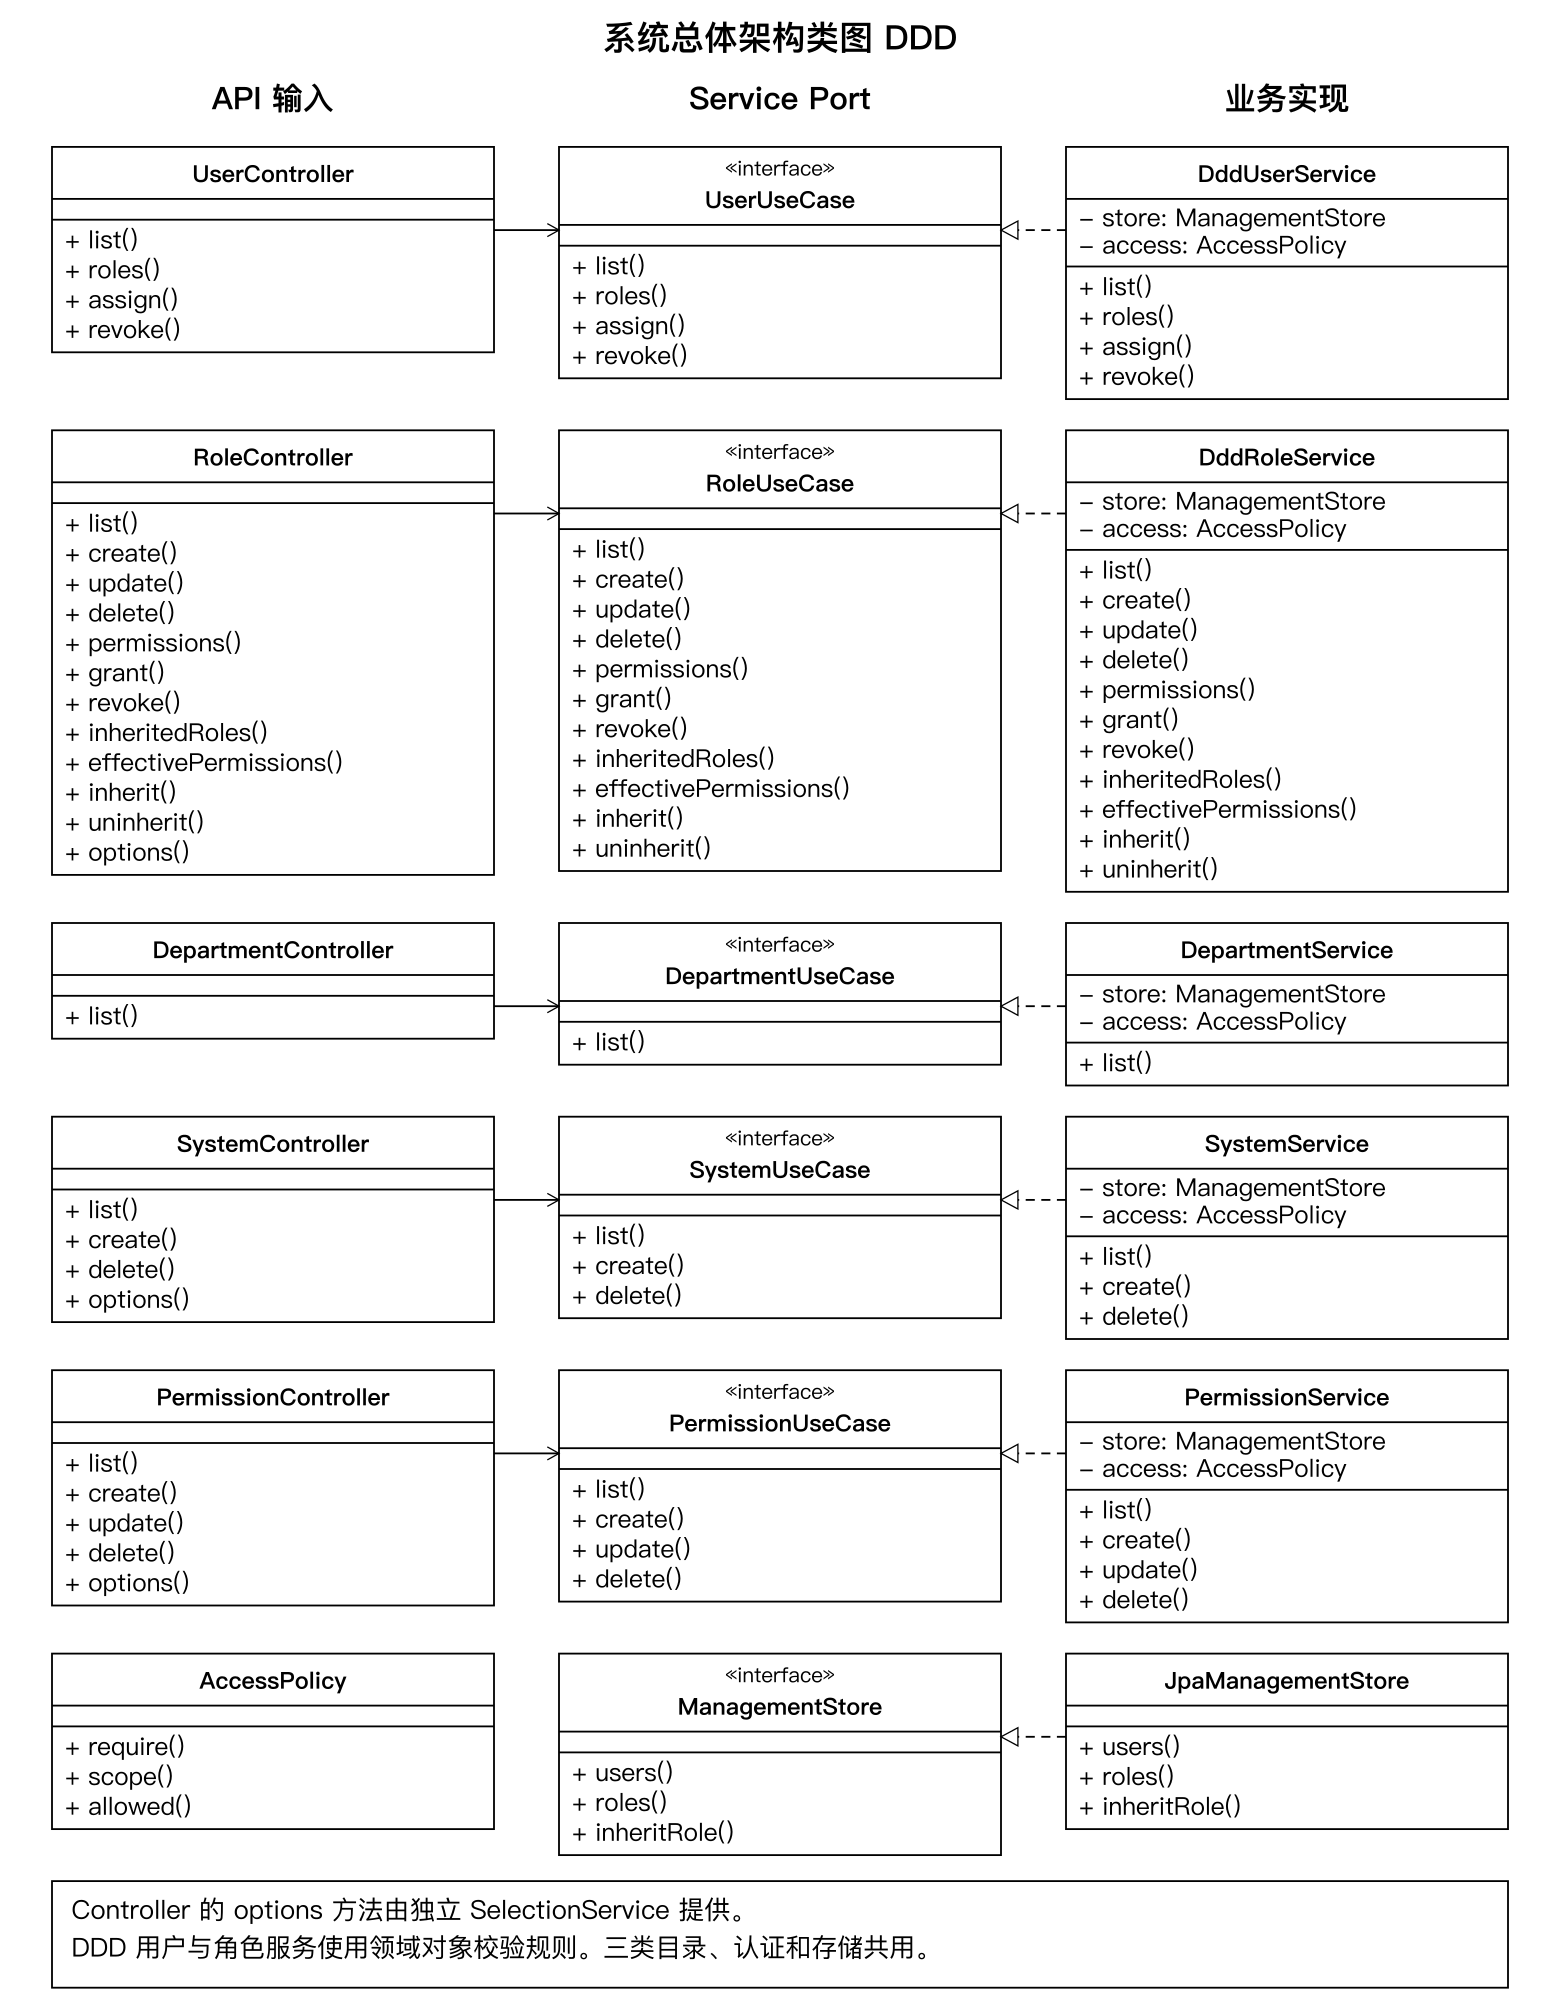 系统总体架构类图 DDD
API 输入
Service Port
业务实现
UserController
+ list()
+ roles()
+ assign()
+ revoke()
«interface»
UserUseCase
+ list()
+ roles()
+ assign()
+ revoke()
DddUserService
– store: ManagementStore
– access: AccessPolicy
+ list()
+ roles()
+ assign()
+ revoke()
RoleController
+ list()
+ create()
+ update()
+ delete()
+ permissions()
+ grant()
+ revoke()
+ inheritedRoles()
+ effectivePermissions()
+ inherit()
+ uninherit()
+ options()
«interface»
RoleUseCase
+ list()
+ create()
+ update()
+ delete()
+ permissions()
+ grant()
+ revoke()
+ inheritedRoles()
+ effectivePermissions()
+ inherit()
+ uninherit()
DddRoleService
– store: ManagementStore
– access: AccessPolicy
+ list()
+ create()
+ update()
+ delete()
+ permissions()
+ grant()
+ revoke()
+ inheritedRoles()
+ effectivePermissions()
+ inherit()
+ uninherit()
DepartmentController
+ list()
«interface»
DepartmentUseCase
+ list()
DepartmentService
– store: ManagementStore
– access: AccessPolicy
+ list()
SystemController
+ list()
+ create()
+ delete()
+ options()
«interface»
SystemUseCase
+ list()
+ create()
+ delete()
SystemService
– store: ManagementStore
– access: AccessPolicy
+ list()
+ create()
+ delete()
PermissionController
+ list()
+ create()
+ update()
+ delete()
+ options()
«interface»
PermissionUseCase
+ list()
+ create()
+ update()
+ delete()
PermissionService
– store: ManagementStore
– access: AccessPolicy
+ list()
+ create()
+ update()
+ delete()
AccessPolicy
+ require()
+ scope()
+ allowed()
«interface»
ManagementStore
+ users()
+ roles()
+ inheritRole()
JpaManagementStore
+ users()
+ roles()
+ inheritRole()
Controller 的 options 方法由独立 SelectionService 提供。
DDD 用户与角色服务使用领域对象校验规则。三类目录、认证和存储共用。